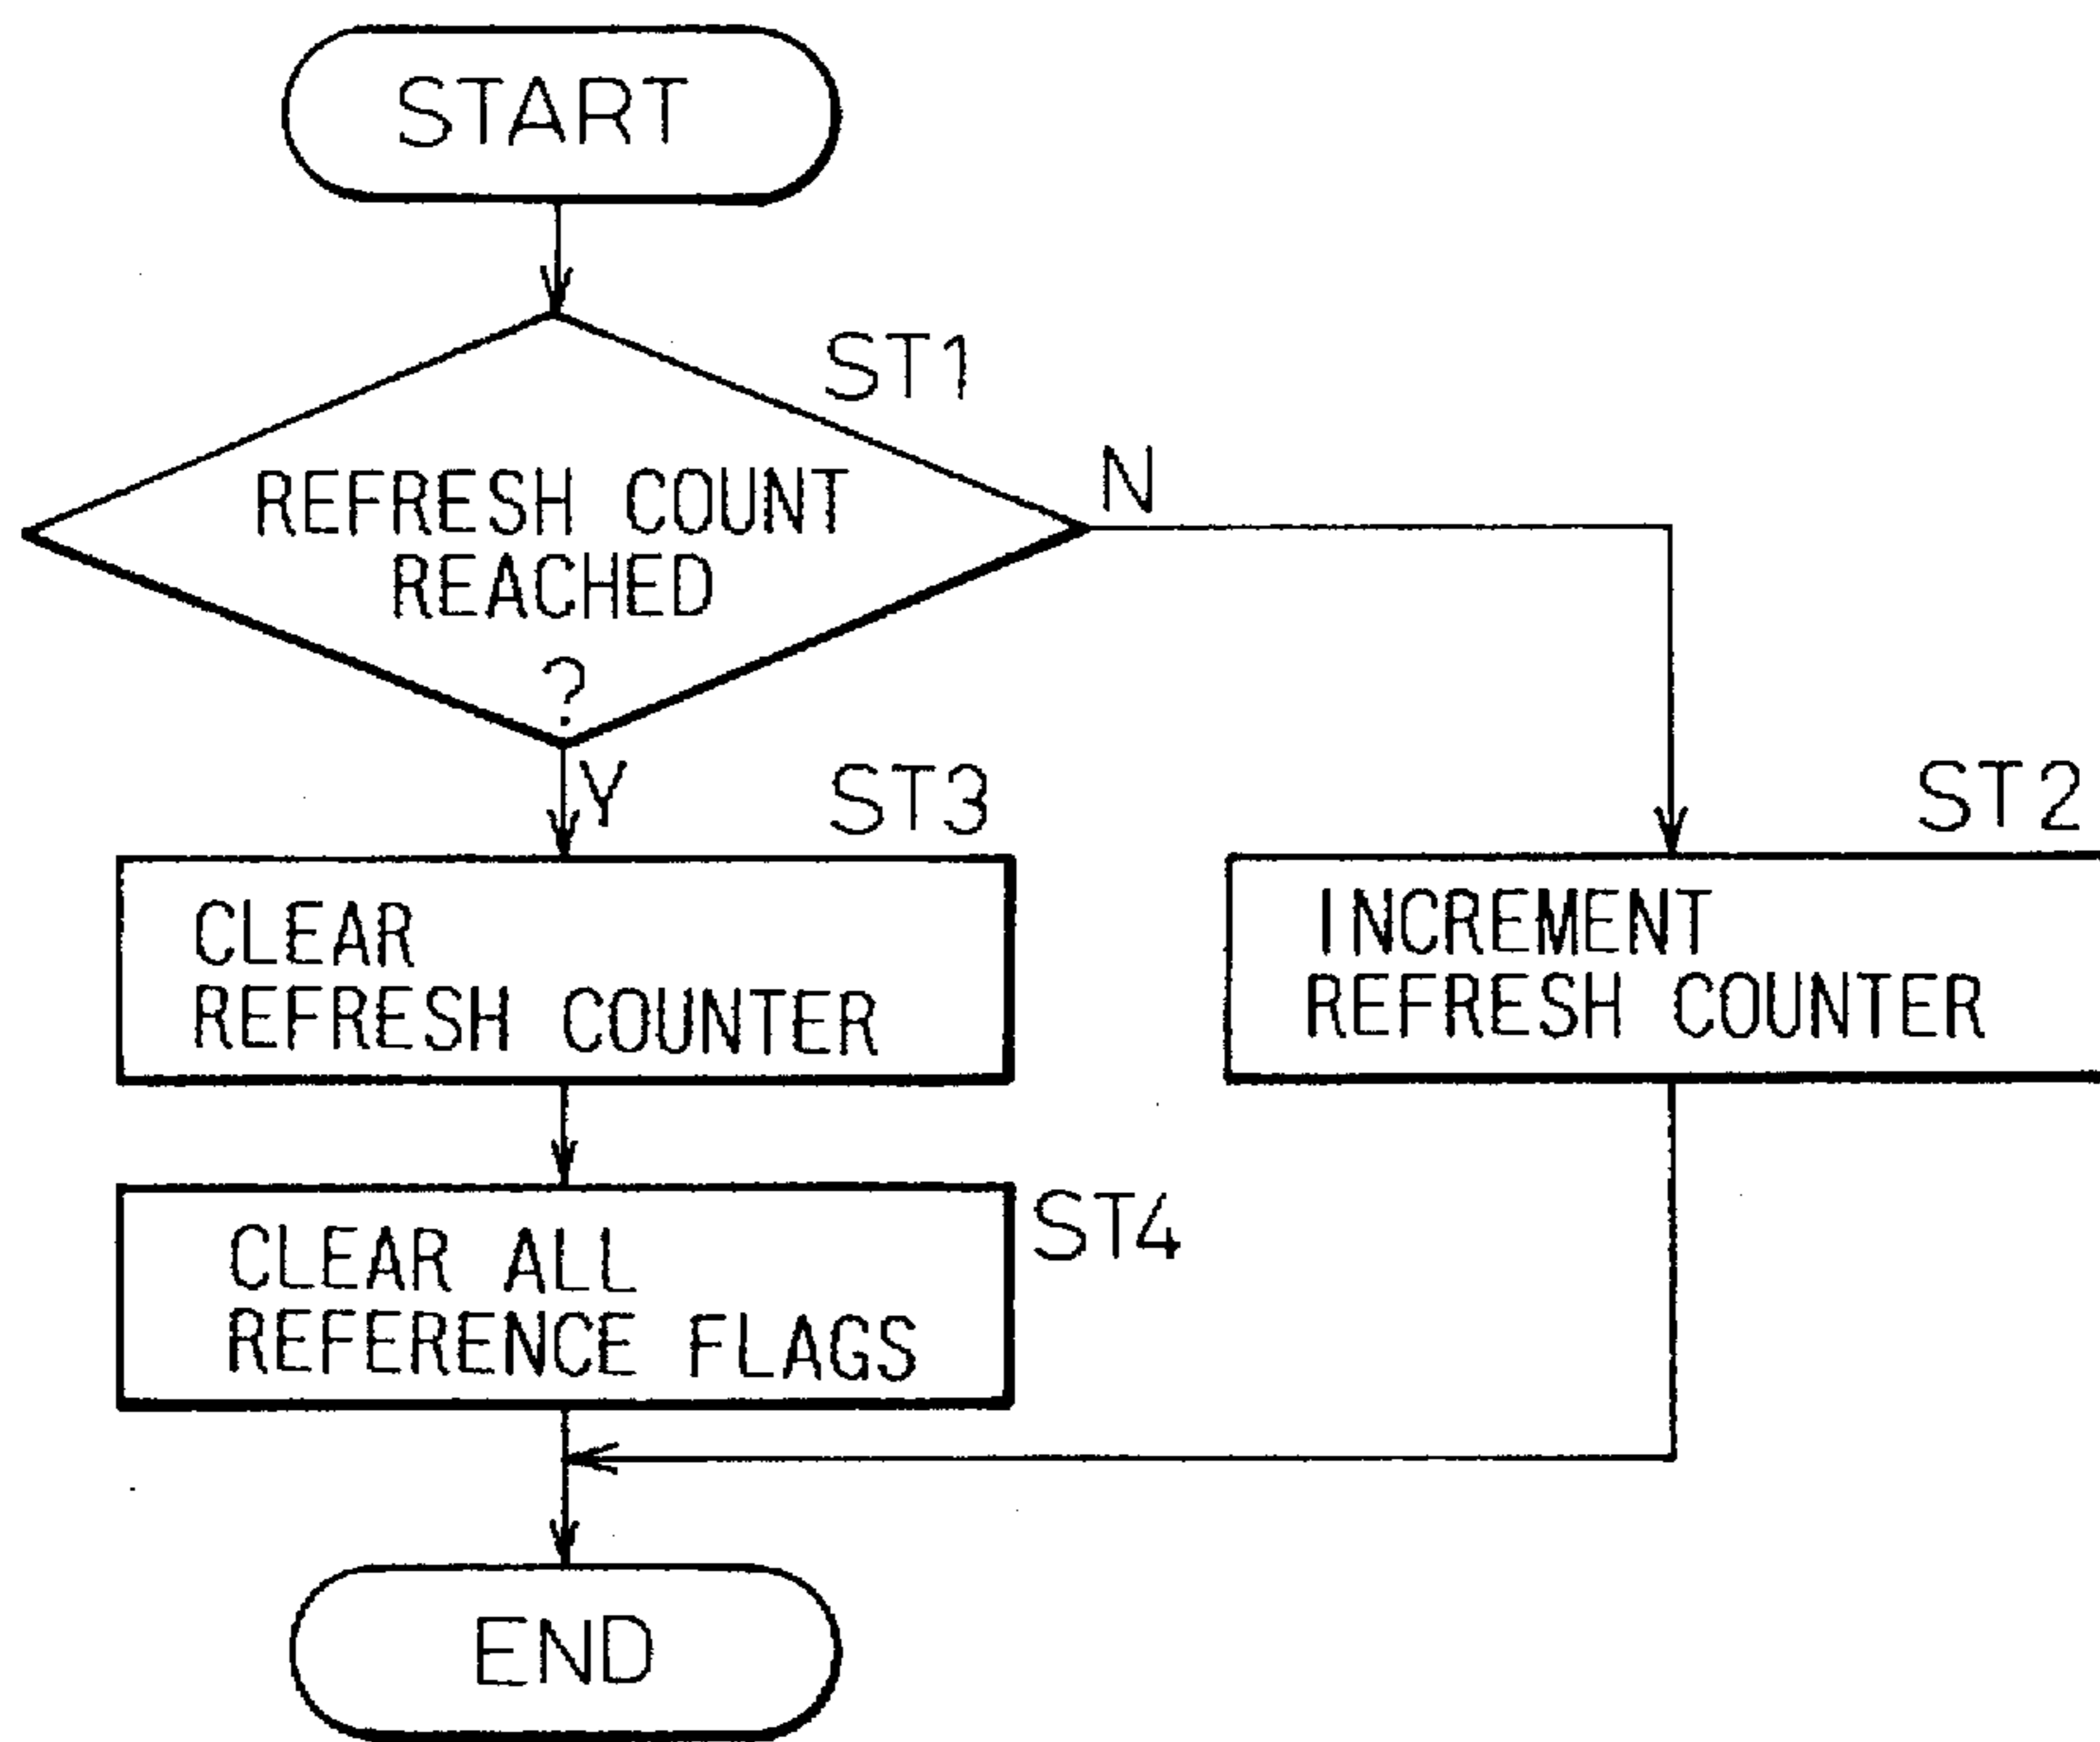 START
ST1
REFRESH COUNT
REACHED
?
N
Y
ST3
CLEAR
REFRESH COUNTER
ST2
INCREMENT
REFRESH COUNTER
CLEAR ALL
REFERENCE FLAGS
ST4
END